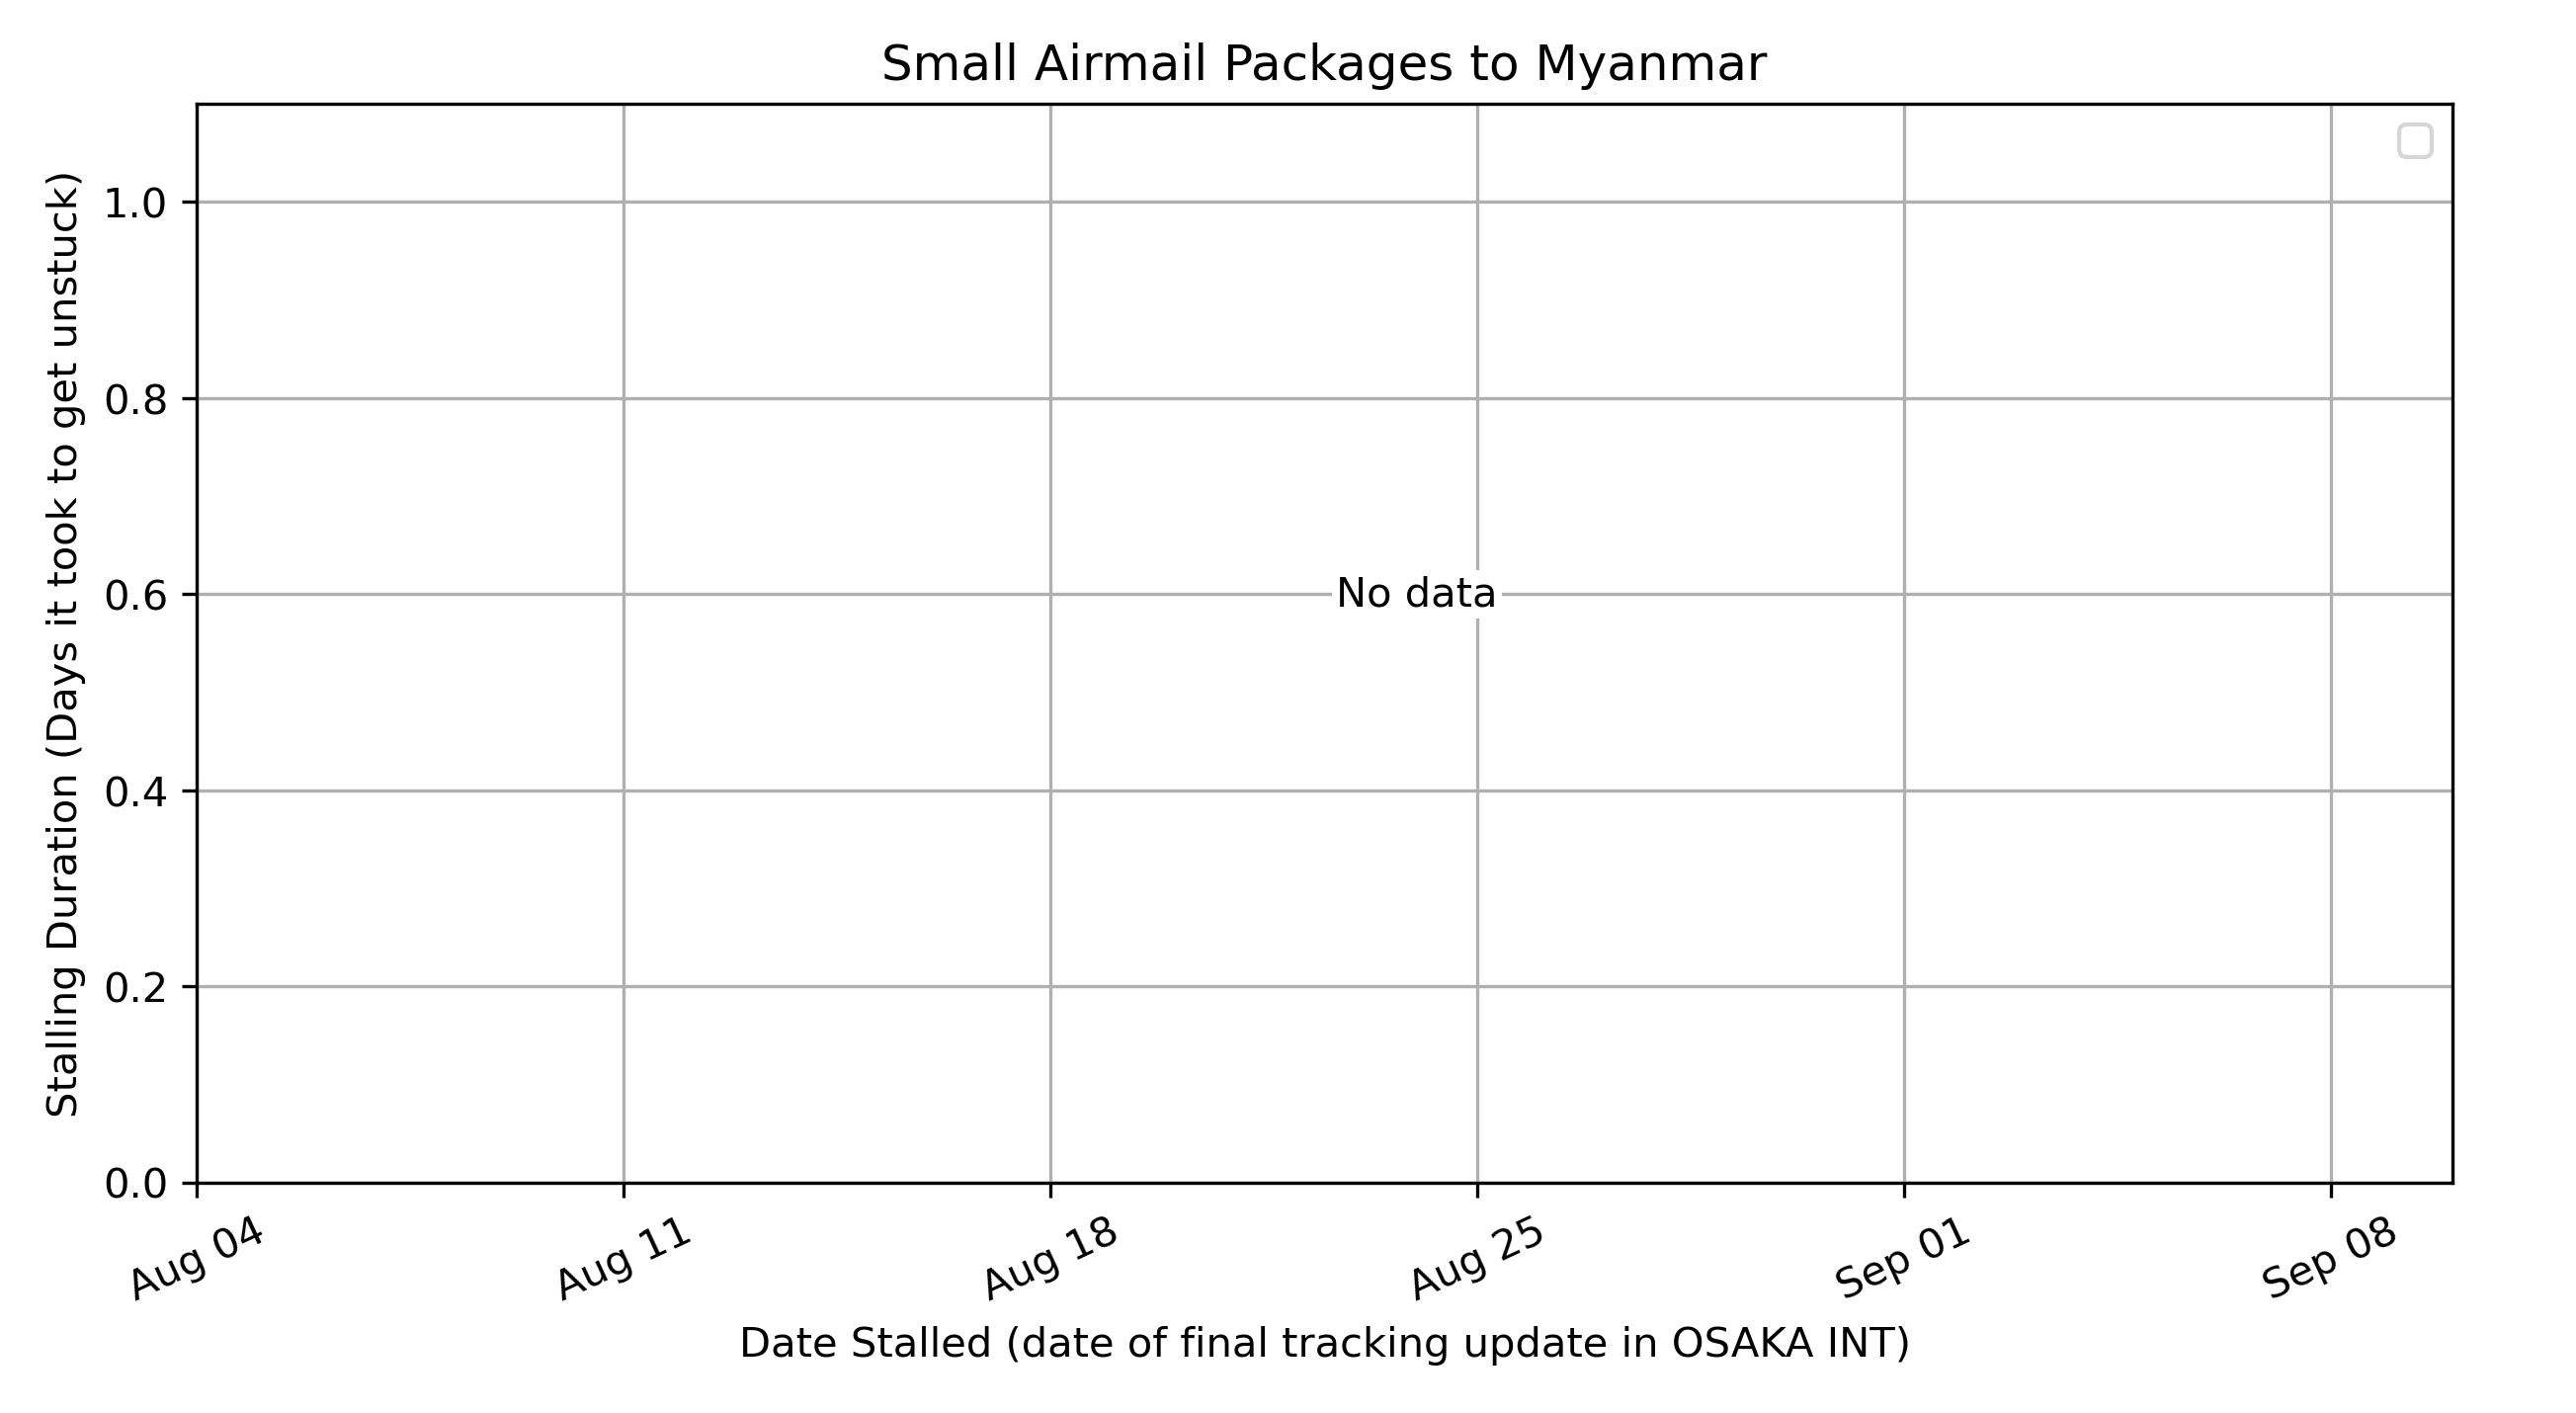 Small Airmail Packages to Myanmar
Stalling Duration (Days it took to get unstuck)
1.0
0.8
0.6
0.4
0.2
0.0
No data
Aug 04
Aug 11
Aug 18
Aug 25
Sep 01
Sep 08
Date Stalled (date of final tracking update in OSAKA INT)